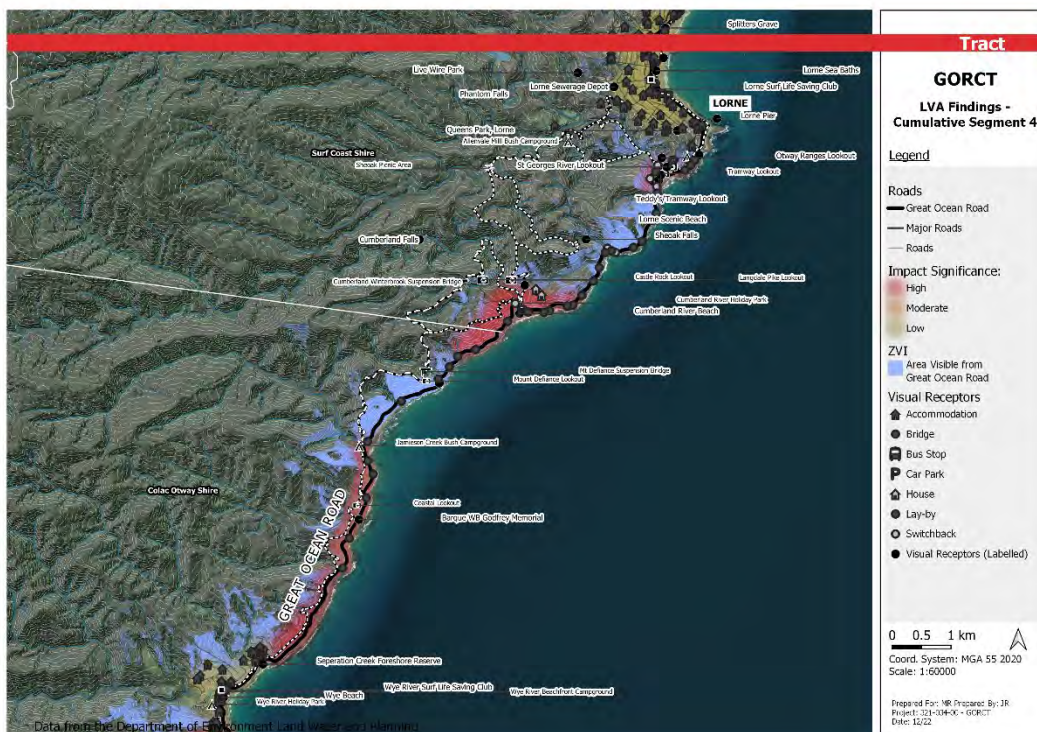 Splitters Grave
Tract
Live Wire Park
Lorne Sea Baths
Lorne Sewerage Depot
Lorne Surf Life Saving Club
Phantom Falls
LORNE
Lorne Pier
Queens Park, Lorne
Allenvale Mill Bush Campground
Surf Coast Shire
Sheoak Picnic Area
St Georges River Lookout
Otway Ranges Lookout
Tramway Lookout
Teddy's/Tramway Lookout
Lorne Scenic Beach
Cumberland Falls
Sheoak Falls
Cumberland Winterbrook Suspension Bridge
Castle Rock Lookout
Langdale Pike Lookout
Cumberland River Holiday Park
Cumberland River Beach
Mt Defiance Suspension Bridge
Mount Defiance Lookout
Jamieson Creek Bush Campground
Colac Otway Shire
GREAT OCEAN ROAD
Coastal Lookout
Barque WB Godfrey Memorial
Seperation Creek Foreshore Reserve
Wye River Surf Life Saving Club
Wye Beach
Wye River Beachfront Campground
Wye River Holiday Park
Data from the Department of Environment Land Water and Planning
GORCT
LVA Findings -
Cumulative Segment 4
Legend
Roads
Great Ocean Road
Major Roads
Roads
Impact Significance:
High
Moderate
Low
ZVI
Area Visible from
Great Ocean Road
Visual Receptors
Accommodation
Bridge
Bus Stop
Car Park
House
Lay-by
Switchback
Visual Receptors (Labelled)
0 0.5 1 km
Coord. System: MGA 55 2020
Scale: 1:60000
Prepared For: MR Prepared By: JR
Project: 321-034-00 - GORCT
Date: 12/22